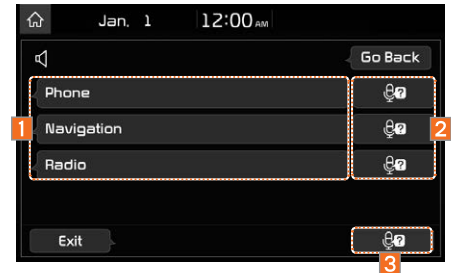 Jan. 1 12:00 AM
Go Back
Phone ?
1 Navigation ? 2
Radio ?
Exit ?
3